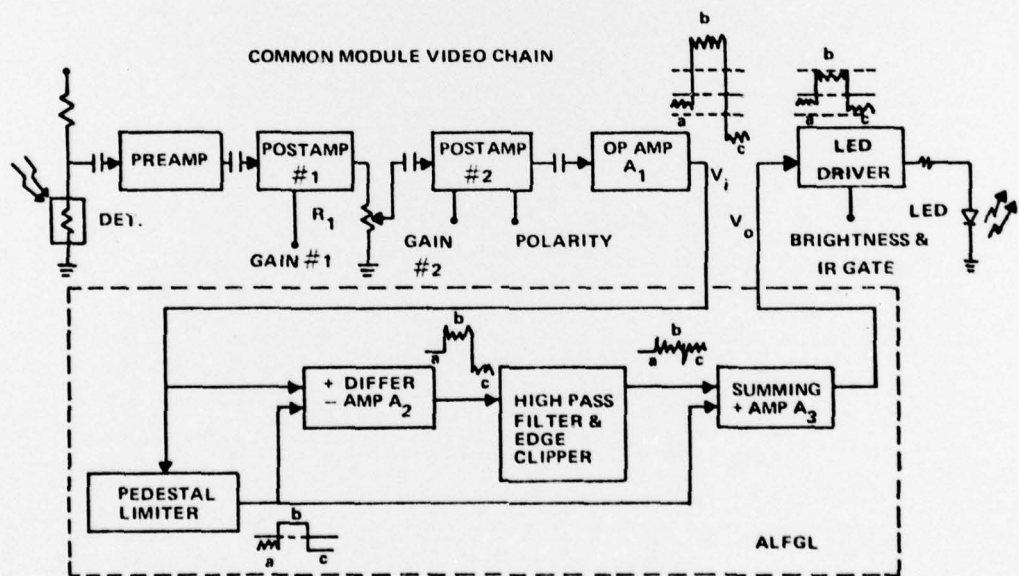 COMMON MODULE VIDEO CHAIN
b
a
c
b
a
c
PREAMP
POSTAMP
#1
POSTAMP
#2
OP AMP
A1
LED
DRIVER
Vi
Vo
DET.
R1
GAIN #1
GAIN
#2
POLARITY
BRIGHTNESS &
IR GATE
LED
b
a
c
b
a
c
+ DIFFER
− AMP A2
HIGH PASS
FILTER &
EDGE
CLIPPER
SUMMING
+ AMP A3
PEDESTAL
LIMITER
b
a
c
ALFGL